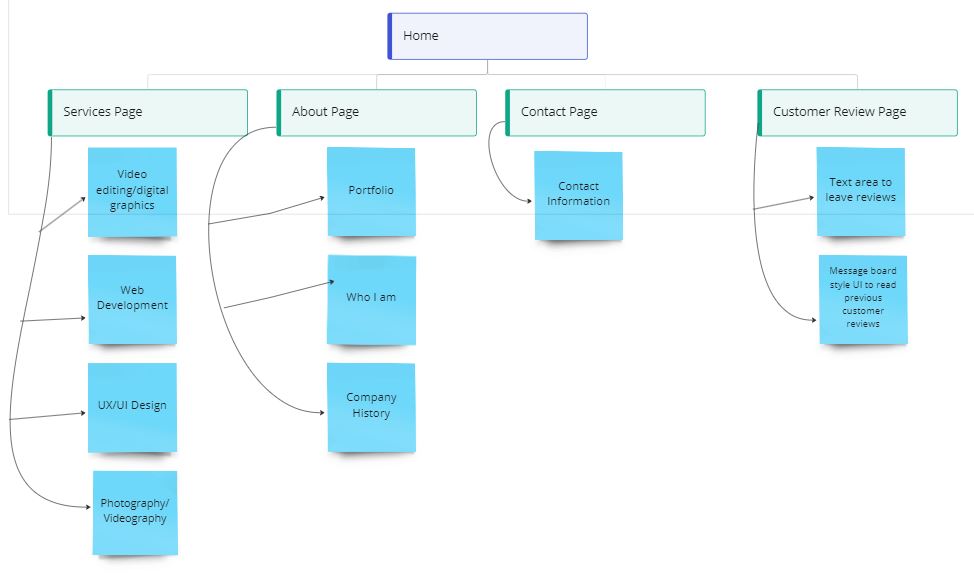 Home
Services Page
About Page
Contact Page
Customer Review Page
Video
editing/digital
graphics
Portfolio
Contact
Information
Text area to
leave reviews
Web
Development
Who I am
Message board
style UI to read
previous
customer
reviews
UX/UI Design
Company
History
Photography/
Videography